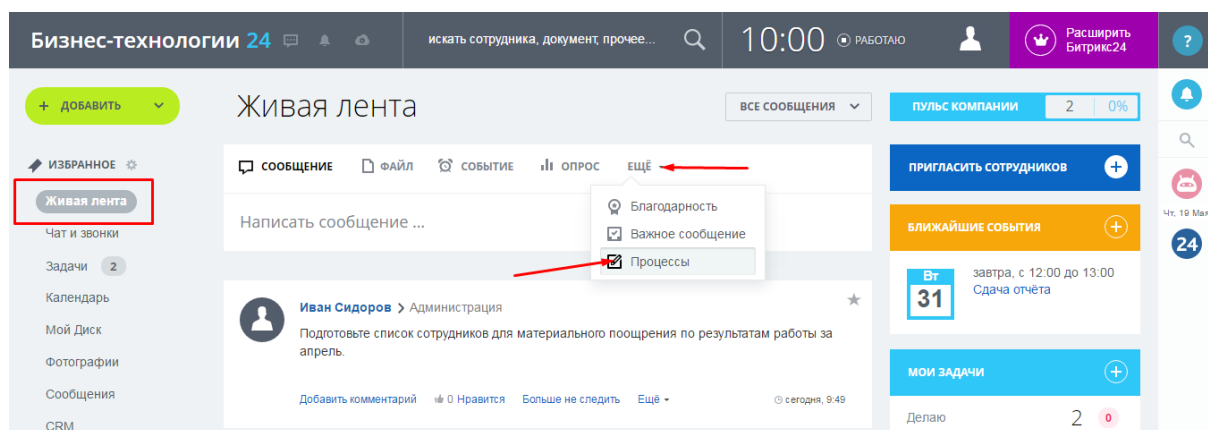 Бизнес-технологии 24
искать сотрудника, документ, прочее...
10:00 РАБОТАЮ
Расширить
Битрикс24
?
+ ДОБАВИТЬ
Живая лента
ВСЕ СООБЩЕНИЯ
ПУЛЬС КОМПАНИИ 2 0%
ИЗБРАННОЕ
Живая лента
Чат и звонки
Задачи 2
Календарь
Мой Диск
Фотографии
Сообщения
CRM
СООБЩЕНИЕ ФАЙЛ СОБЫТИЕ ОПРОС ЕЩЁ
Написать сообщение ...
Благодарность
Важное сообщение
Процессы
Иван Сидоров > Администрация
Подготовьте список сотрудников для материального поощрения по результатам работы за
апрель.
Добавить комментарий 0 Нравится Больше не следить Ещё сегодня, 9:49
ПРИГЛАСИТЬ СОТРУДНИКОВ +
БЛИЖАЙШИЕ СОБЫТИЯ +
Вт
31
завтра, с 12:00 до 13:00
Сдача отчёта
МОИ ЗАДАЧИ +
Делаю 2 0
Чт, 19 Мая
24